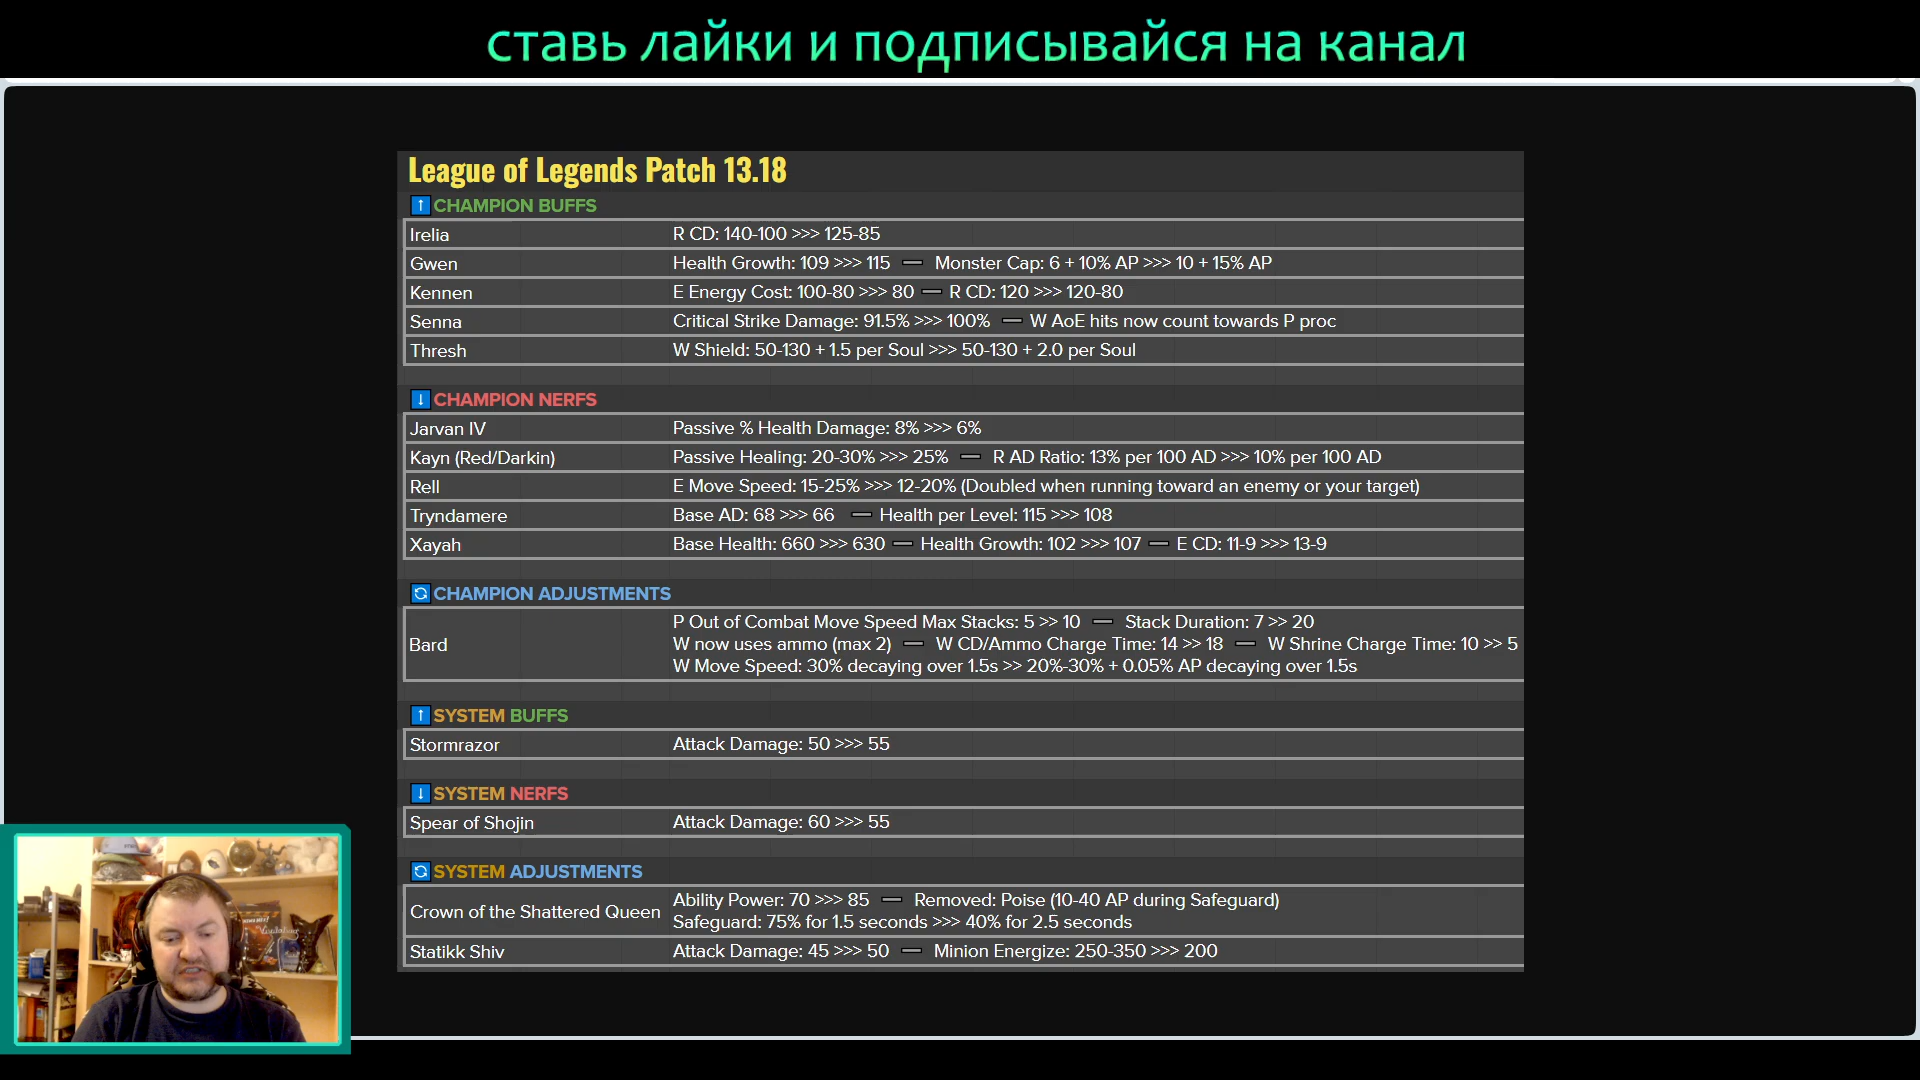 ставь лайки и подписывайся на канал
League of Legends Patch 13.18
↑ CHAMPION BUFFS
Irelia R CD: 140-100 >>> 125-85
Gwen Health Growth: 109 >>> 115 — Monster Cap: 6 + 10% AP >>> 10 + 15% AP
Kennen E Energy Cost: 100-80 >>> 80 — R CD: 120 >>> 120-80
Senna Critical Strike Damage: 91.5% >>> 100% — W AoE hits now count towards P proc
Thresh W Shield: 50-130 + 1.5 per Soul >>> 50-130 + 2.0 per Soul
↓ CHAMPION NERFS
Jarvan IV Passive % Health Damage: 8% >>> 6%
Kayn (Red/Darkin) Passive Healing: 20-30% >>> 25% — R AD Ratio: 13% per 100 AD >>> 10% per 100 AD
Rell E Move Speed: 15-25% >>> 12-20% (Doubled when running toward an enemy or your target)
Tryndamere Base AD: 68 >>> 66 — Health per Level: 115 >>> 108
Xayah Base Health: 660 >>> 630 — Health Growth: 102 >>> 107 — E CD: 11-9 >>> 13-9
CHAMPION ADJUSTMENTS
P Out of Combat Move Speed Max Stacks: 5 >> 10 — Stack Duration: 7 >> 20
Bard W now uses ammo (max 2) — W CD/Ammo Charge Time: 14 >> 18 — W Shrine Charge Time: 10 >> 5
W Move Speed: 30% decaying over 1.5s >> 20%-30% + 0.05% AP decaying over 1.5s
↑ SYSTEM BUFFS
Stormrazor Attack Damage: 50 >>> 55
↓ SYSTEM NERFS
Spear of Shojin Attack Damage: 60 >>> 55
SYSTEM ADJUSTMENTS
Crown of the Shattered Queen Ability Power: 70 >>> 85 — Removed: Poise (10-40 AP during Safeguard)
Safeguard: 75% for 1.5 seconds >>> 40% for 2.5 seconds
Statikk Shiv Attack Damage: 45 >>> 50 — Minion Energize: 250-350 >>> 200